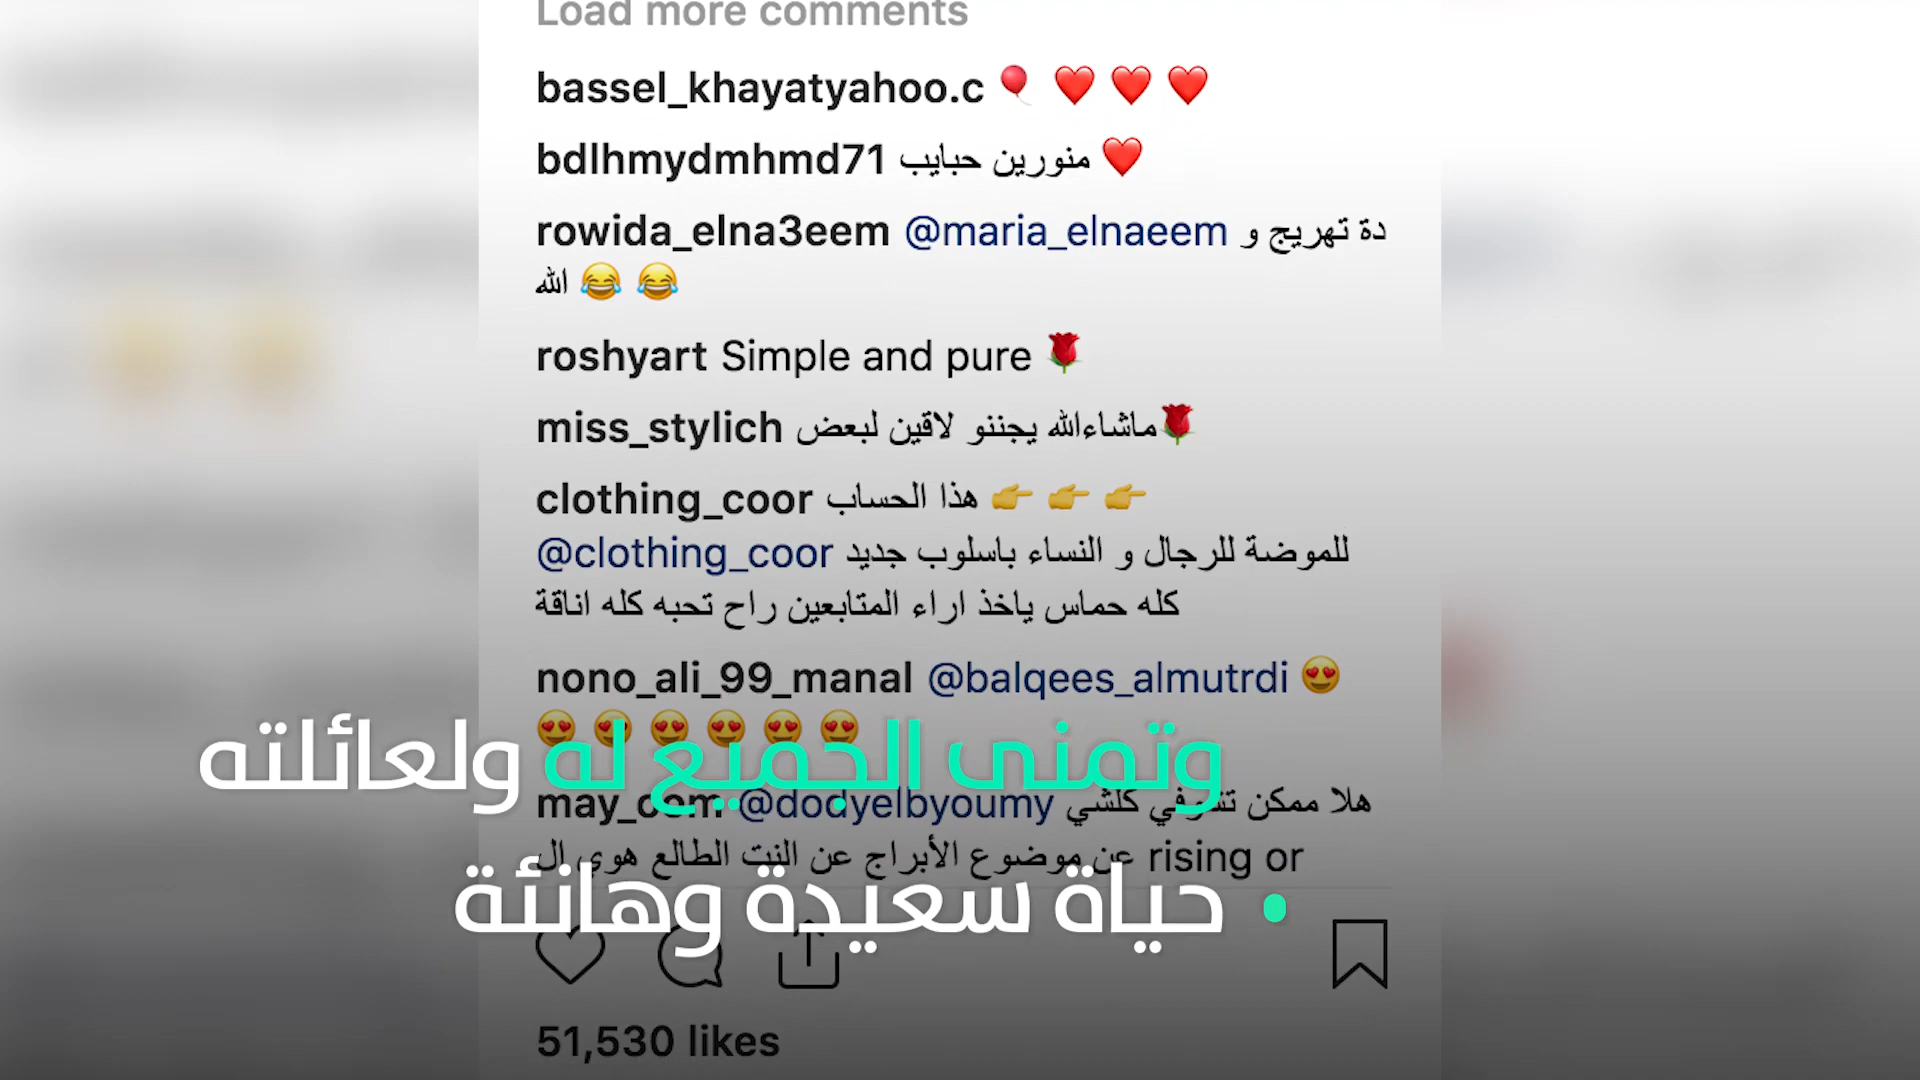 Load more comments
bassel_khayatyahoo.c 🎈 ❤️ ❤️ ❤️
bdlhmydmhmd71 منورين حبايب ❤️
rowida_elna3eem @maria_elnaeem دة تهريج و
الله 😂 😂
roshyart Simple and pure 🌹
miss_stylich ماشاءالله يجننو لاقين لبعض🌹
clothing_coor هذا الحساب 👉 👉 👉
@clothing_coor للموضة للرجال و النساء باسلوب جديد
كله حماس ياخذ اراء المتابعين راح تحبه كله اناقة
nono_ali_99_manal @balqees_almutrdi 😍
😍 😍 😍 😍 😍 😍
وتمنى الجميع له ولعائلته
@dodyelbyoumy هلا ممكن كلشي
عن موضوع الأبراج عن النت الطالع هوي ال rising or
حياة سعيدة وهانئة •
51,530 likes